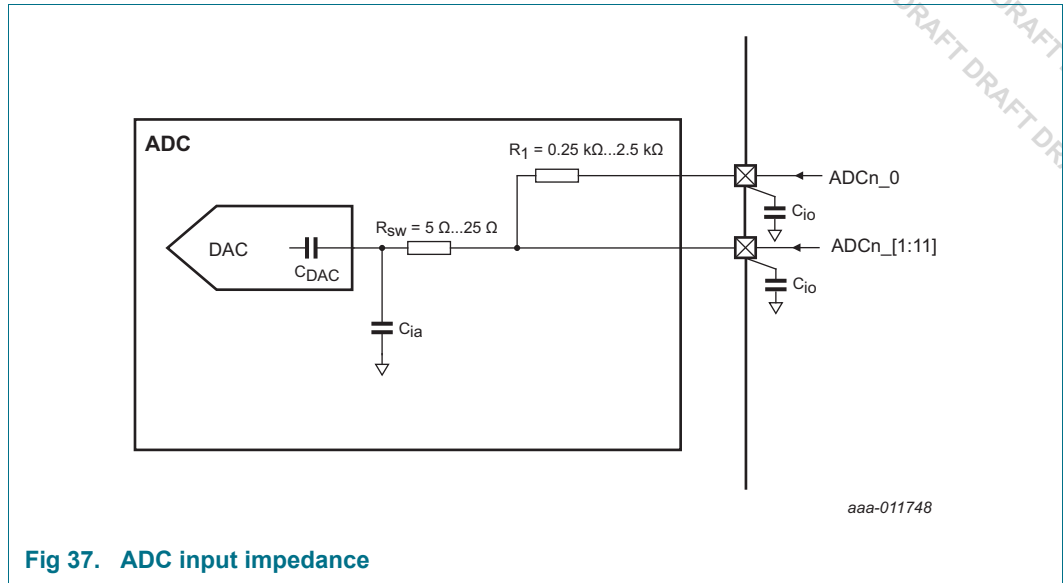 DRAFT DRAFT DRAFT
DRAFT
ADC
R1 = 0.25 kΩ...2.5 kΩ
ADCn_0
Cio
Rsw = 5 Ω...25 Ω
DAC
CDAC
ADCn_[1:11]
Cio
Cia
aaa-011748
Fig 37. ADC input impedance